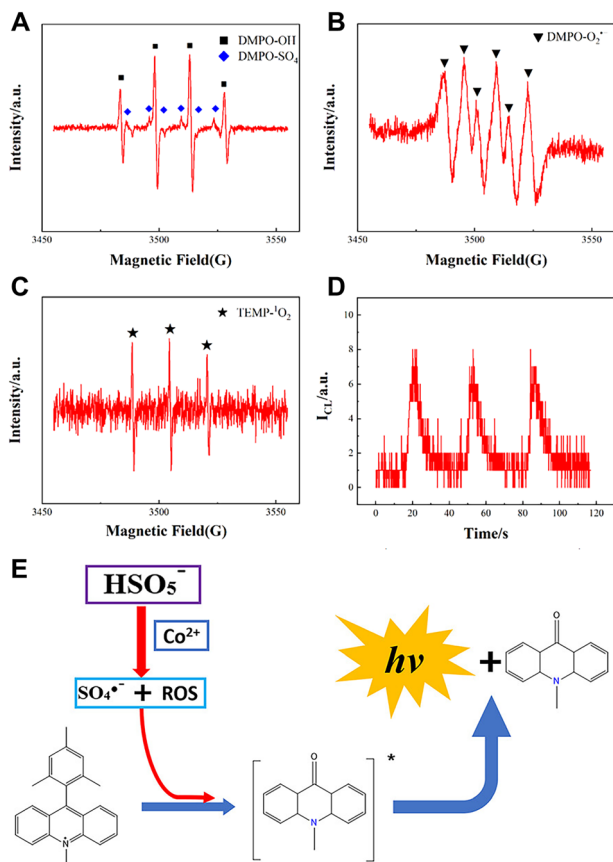 A
■ DMPO-OH
◆ DMPO-SO₄
Intensity/a.u.
3450 3500 3550
Magnetic Field(G)
B
▼ DMPO-O₂•⁻
Intensity/a.u.
3450 3500 3550
Magnetic Field(G)
C
★ TEMP-¹O₂
Intensity/a.u.
3450 3500 3550
Magnetic Field(G)
D
I_CL/a.u.
10
8
6
4
2
0
0 20 40 60 80 100 120
Time/s
E
HSO₅⁻
Co²⁺
SO₄•⁻ + ROS
hv
+
O
N
N⁺
[ O
N ] *